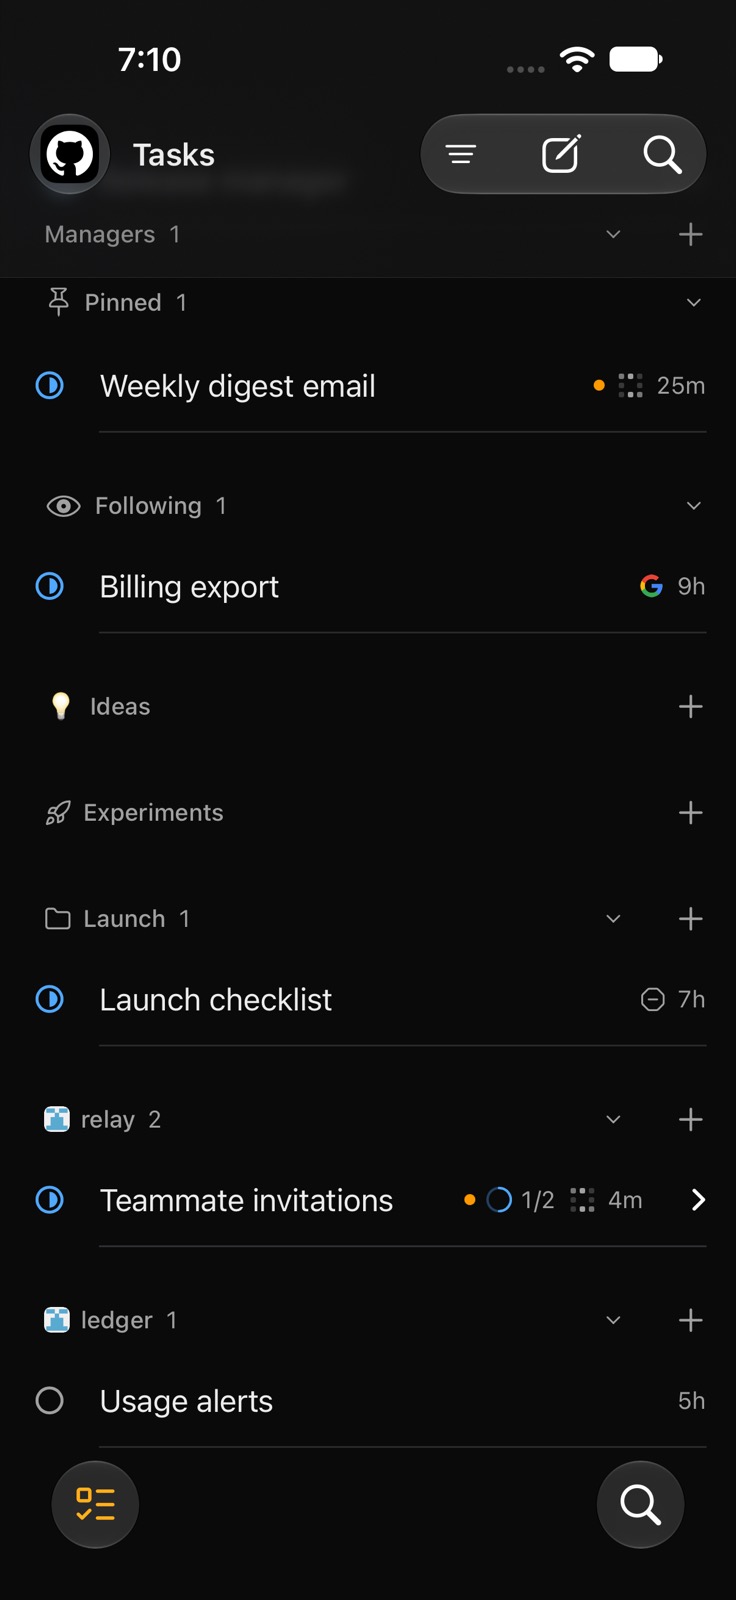 7:10
Tasks
Managers 1
Pinned 1
Weekly digest email 25m
Following 1
Billing export 9h
Ideas
Experiments
Launch 1
Launch checklist 7h
relay 2
Teammate invitations 1/2 4m
ledger 1
Usage alerts 5h